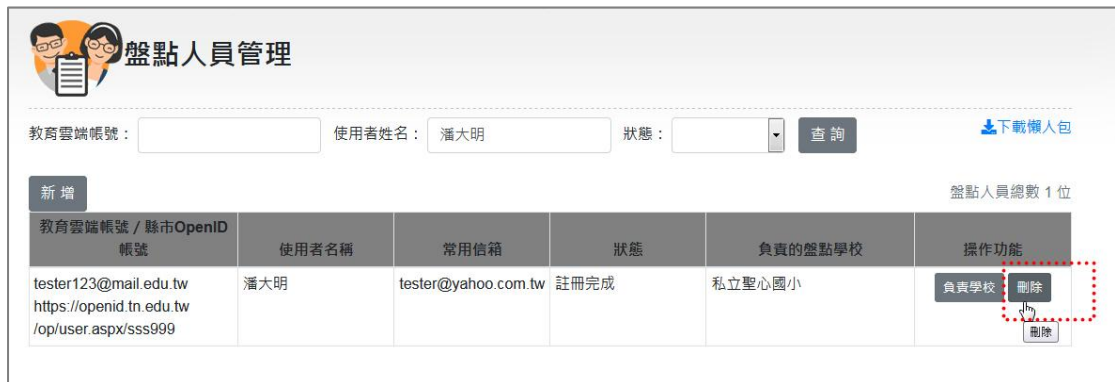 盤點人員管理
教育雲端帳號：
使用者姓名： 潘大明
狀態：
查 詢
下載懶人包
新 增
盤點人員總數 1 位
教育雲端帳號 / 縣市OpenID
帳號
使用者名稱
常用信箱
狀態
負責的盤點學校
操作功能
tester123@mail.edu.tw
https://openid.tn.edu.tw
/op/user.aspx/sss999
潘大明
tester@yahoo.com.tw
註冊完成
私立聖心國小
負責學校
刪除
刪除